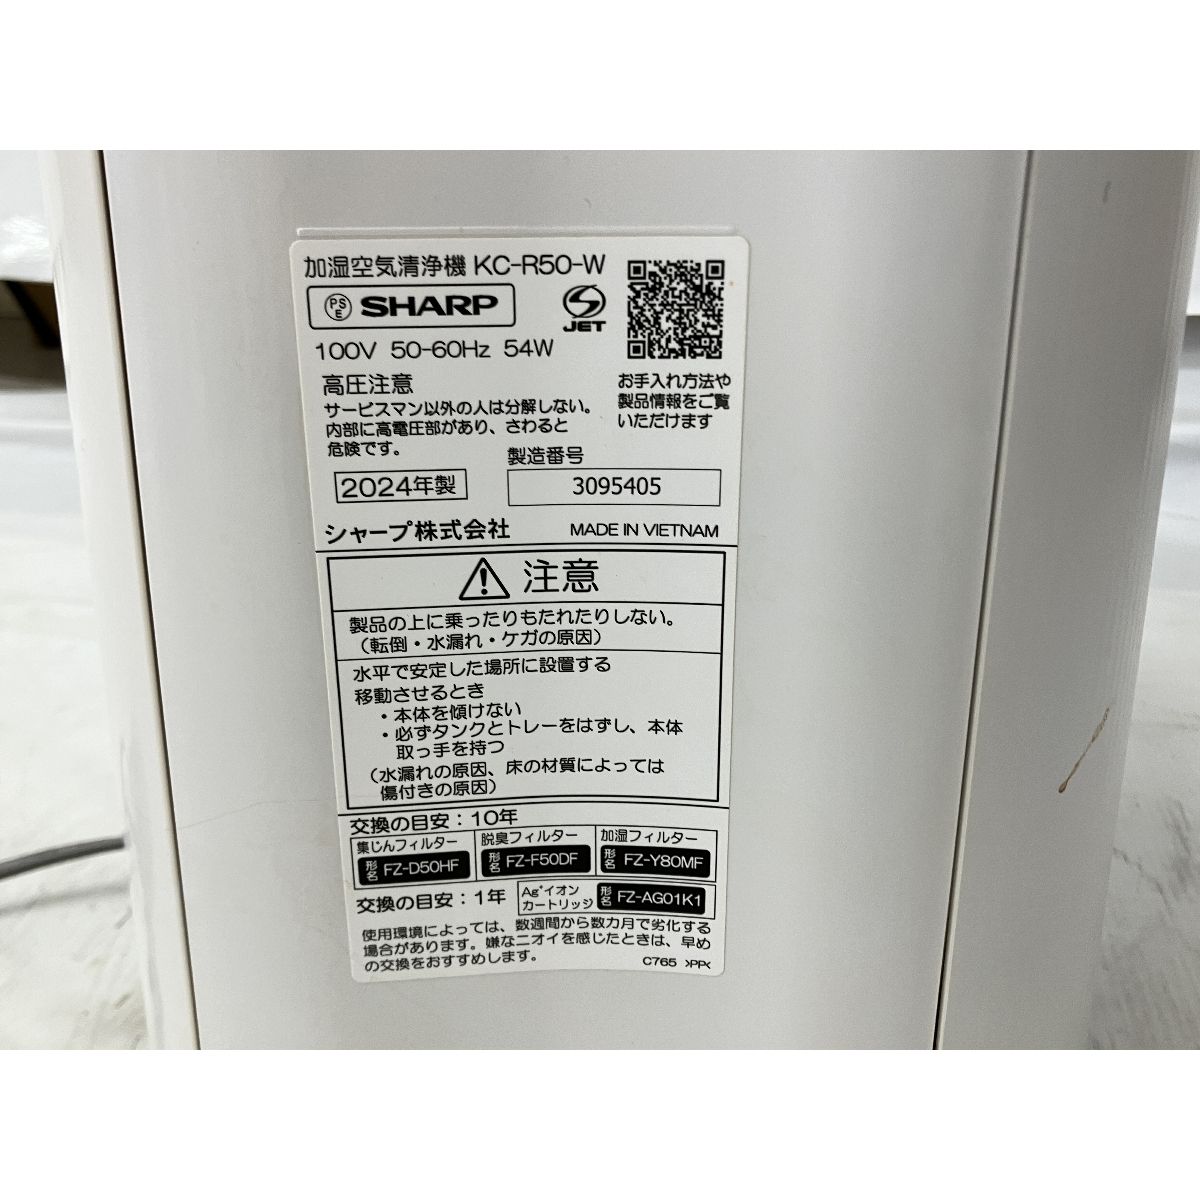 加湿空気清浄機 KC-R50-W
PSE SHARP
JET
100V 50-60Hz 54W
高圧注意
サービスマン以外の人は分解しない。
内部に高電圧部があり、さわると
危険です。
お手入れ方法や
製品情報をご覧
いただけます
製造番号
2024年製
3095405
シャープ株式会社 MADE IN VIETNAM
注意
製品の上に乗ったりもたれたりしない。
(転倒・水漏れ・ケガの原因)
水平で安定した場所に設置する
移動させるとき
・本体を傾けない
・必ずタンクとトレーをはずし、本体
取っ手を持つ
(水漏れの原因、床の材質によっては
傷付きの原因)
交換の目安:10年
集じんフィルター 脱臭フィルター 加湿フィルター
形名 FZ-D50HF 形名 FZ-F50DF 形名 FZ-Y80MF
交換の目安:1年 Ag⁺イオンカートリッジ 形名 FZ-AG01K1
使用環境によっては、数週間から数カ月で劣化する
場合があります。嫌なニオイを感じたときは、早め
の交換をおすすめします。
C765 >PP<